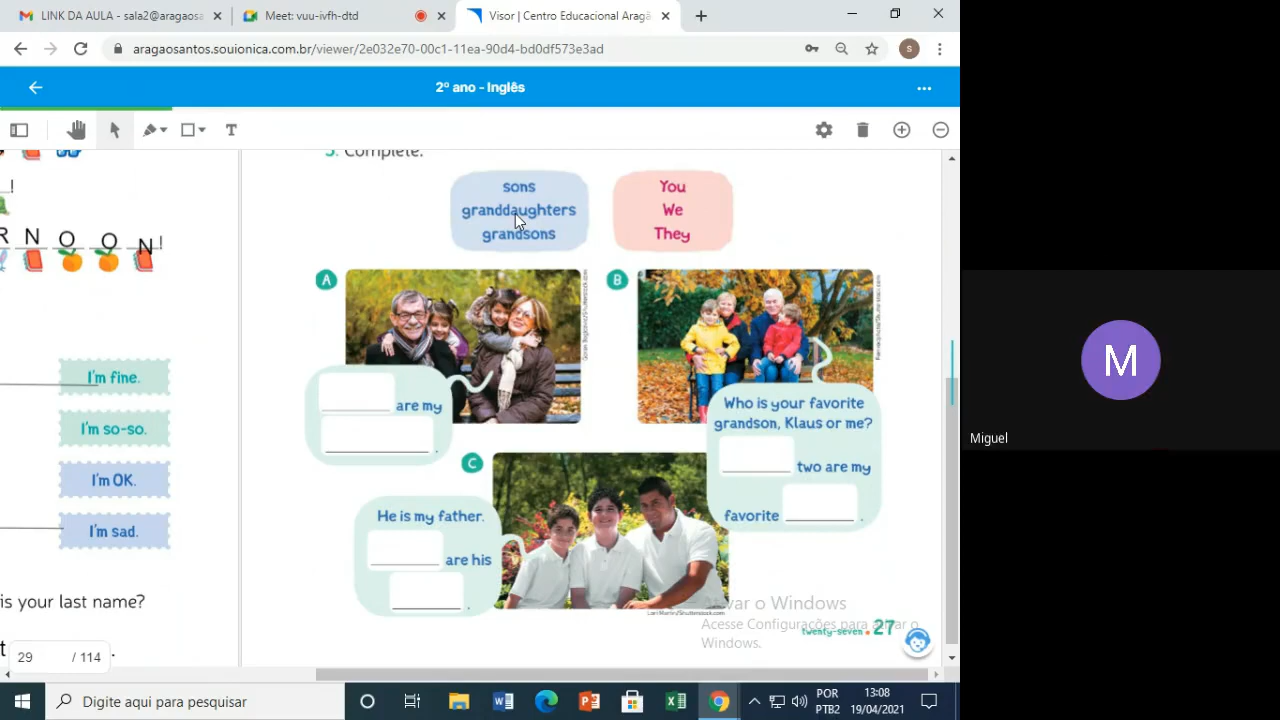 LINK DA AULA - sala2@aragaosa
Meet: vuu-ivfh-dtd
Visor | Centro Educacional Aragã
aragaosantos.souionica.com.br/viewer/2e032e70-00c1-11ea-90d4-bd0df573e3ad
S
2º ano - Inglês
T
Complete.
!
sons
granddaughters
grandsons
You
We
They
R N O O N!
A
B
I'm fine.
I'm so-so.
I'm OK.
I'm sad.
are my
.
Who is your favorite
grandson, Klaus or me?
two are my
favorite .
C
He is my father.
are his
.
is your last name?
29 / 114
Ativar o Windows
Acesse Configurações para ativar o
Windows.
twenty-seven 27
M
Miguel
Digite aqui para pesquisar
POR
PTB2
13:08
19/04/2021